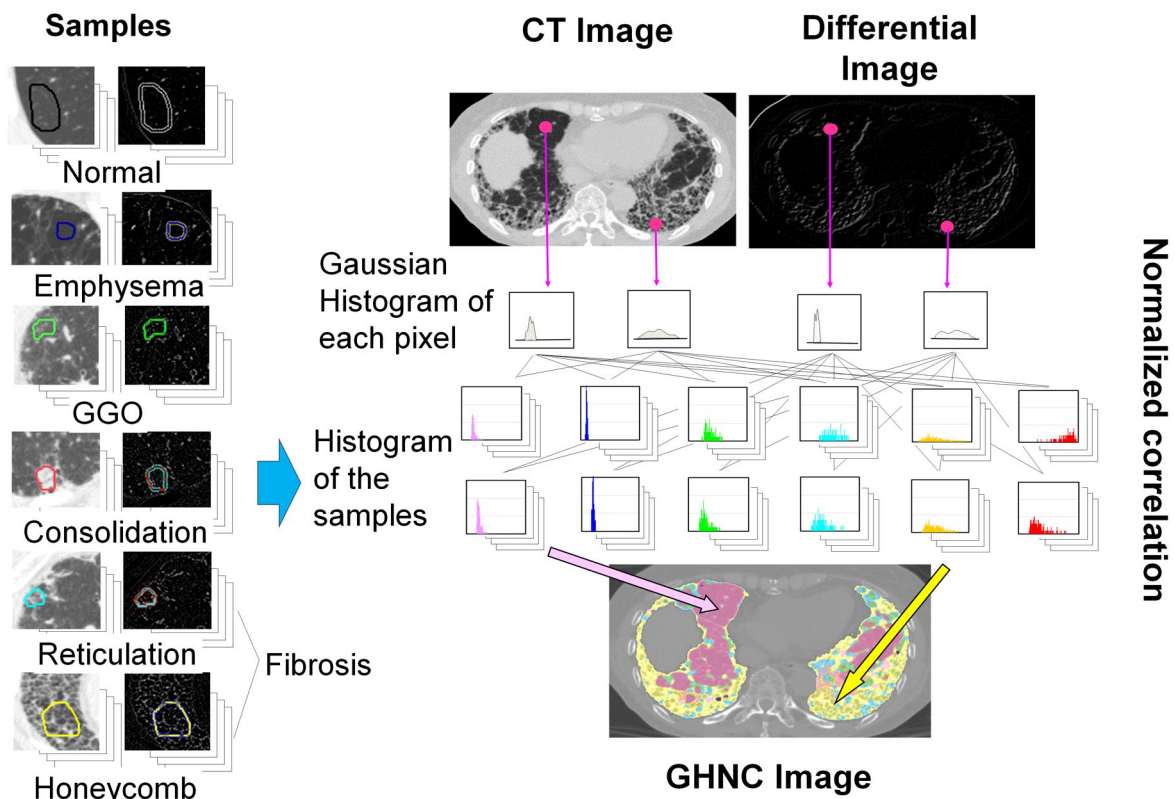 Samples
Normal
Emphysema
GGO
Consolidation
Reticulation
Honeycomb
Fibrosis
CT Image
Differential
Image
Gaussian
Histogram of
each pixel
Histogram
of the
samples
GHNC Image
Normalized correlation